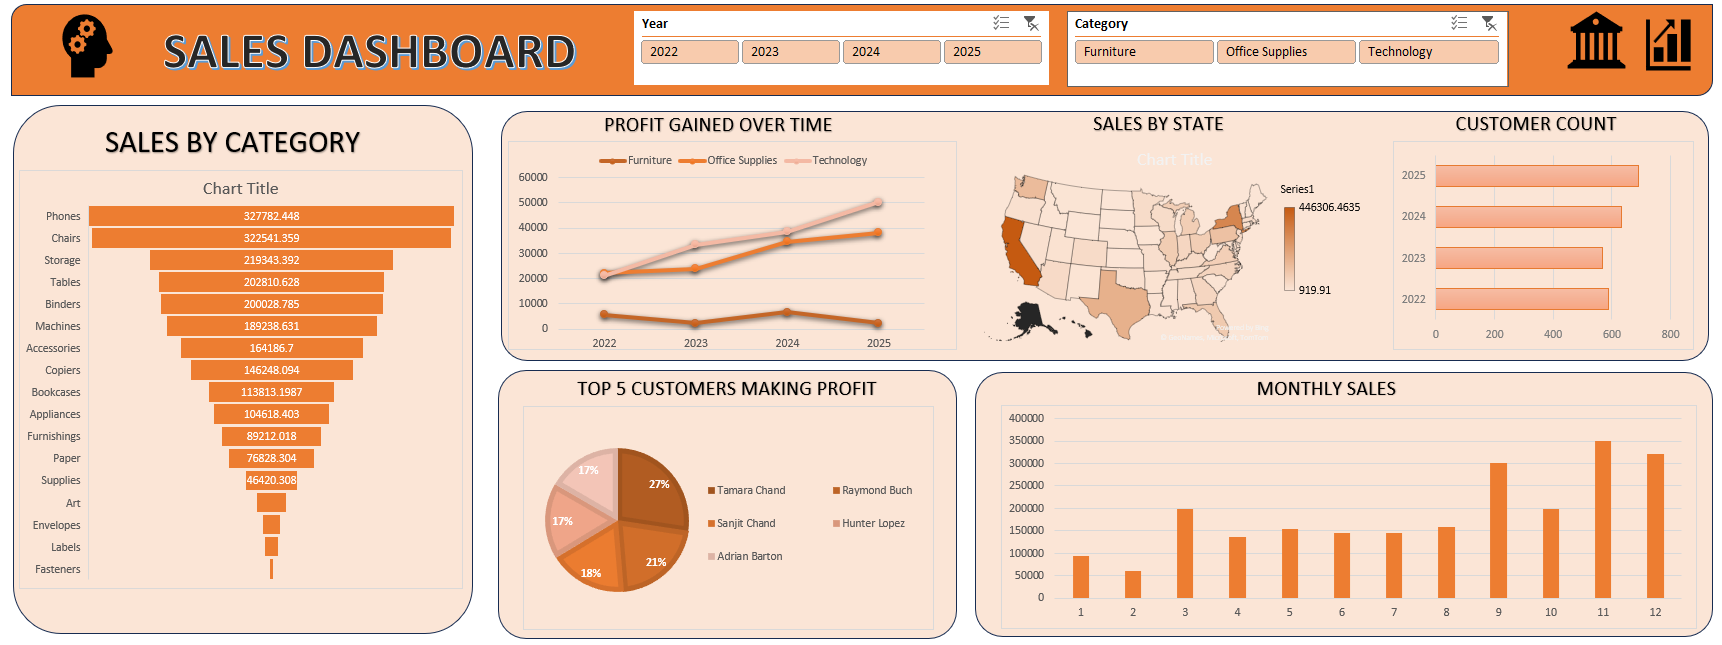 SALES DASHBOARD
Year
2022 2023 2024 2025
Category
Furniture Office Supplies Technology
SALES BY CATEGORY
Chart Title
Phones 327782.448
Chairs 322541.359
Storage 219343.392
Tables 202810.628
Binders 200028.785
Machines 189238.631
Accessories 164186.7
Copiers 146248.094
Bookcases 113813.1987
Appliances 104618.403
Furnishings 89212.018
Paper 76828.304
Supplies 46420.308
Art
Envelopes
Labels
Fasteners
PROFIT GAINED OVER TIME
Furniture Office Supplies Technology
60000
50000
40000
30000
20000
10000
0
2022 2023 2024 2025
SALES BY STATE
Chart Title
Series1
446306.4635
919.91
CUSTOMER COUNT
2025
2024
2023
2022
0 200 400 600 800
TOP 5 CUSTOMERS MAKING PROFIT
17%
27%
17%
21%
18%
Tamara Chand Raymond Buch
Sanjit Chand Hunter Lopez
Adrian Barton
MONTHLY SALES
400000
350000
300000
250000
200000
150000
100000
50000
0
1 2 3 4 5 6 7 8 9 10 11 12